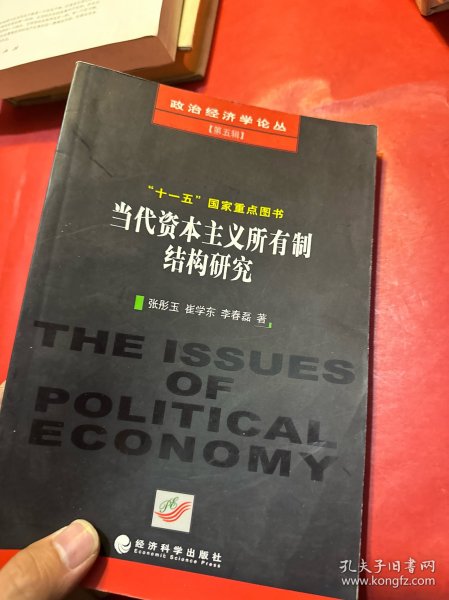 政治经济学论丛
【第五辑】
“十一五”国家重点图书
当代资本主义所有制
结构研究
张彤玉 崔学东 李春磊 著
THE ISSUES
OF
POLITICAL
ECONOMY
PE
经济科学出版社
Economic Science Press
孔夫子旧书网
www.kongfz.com